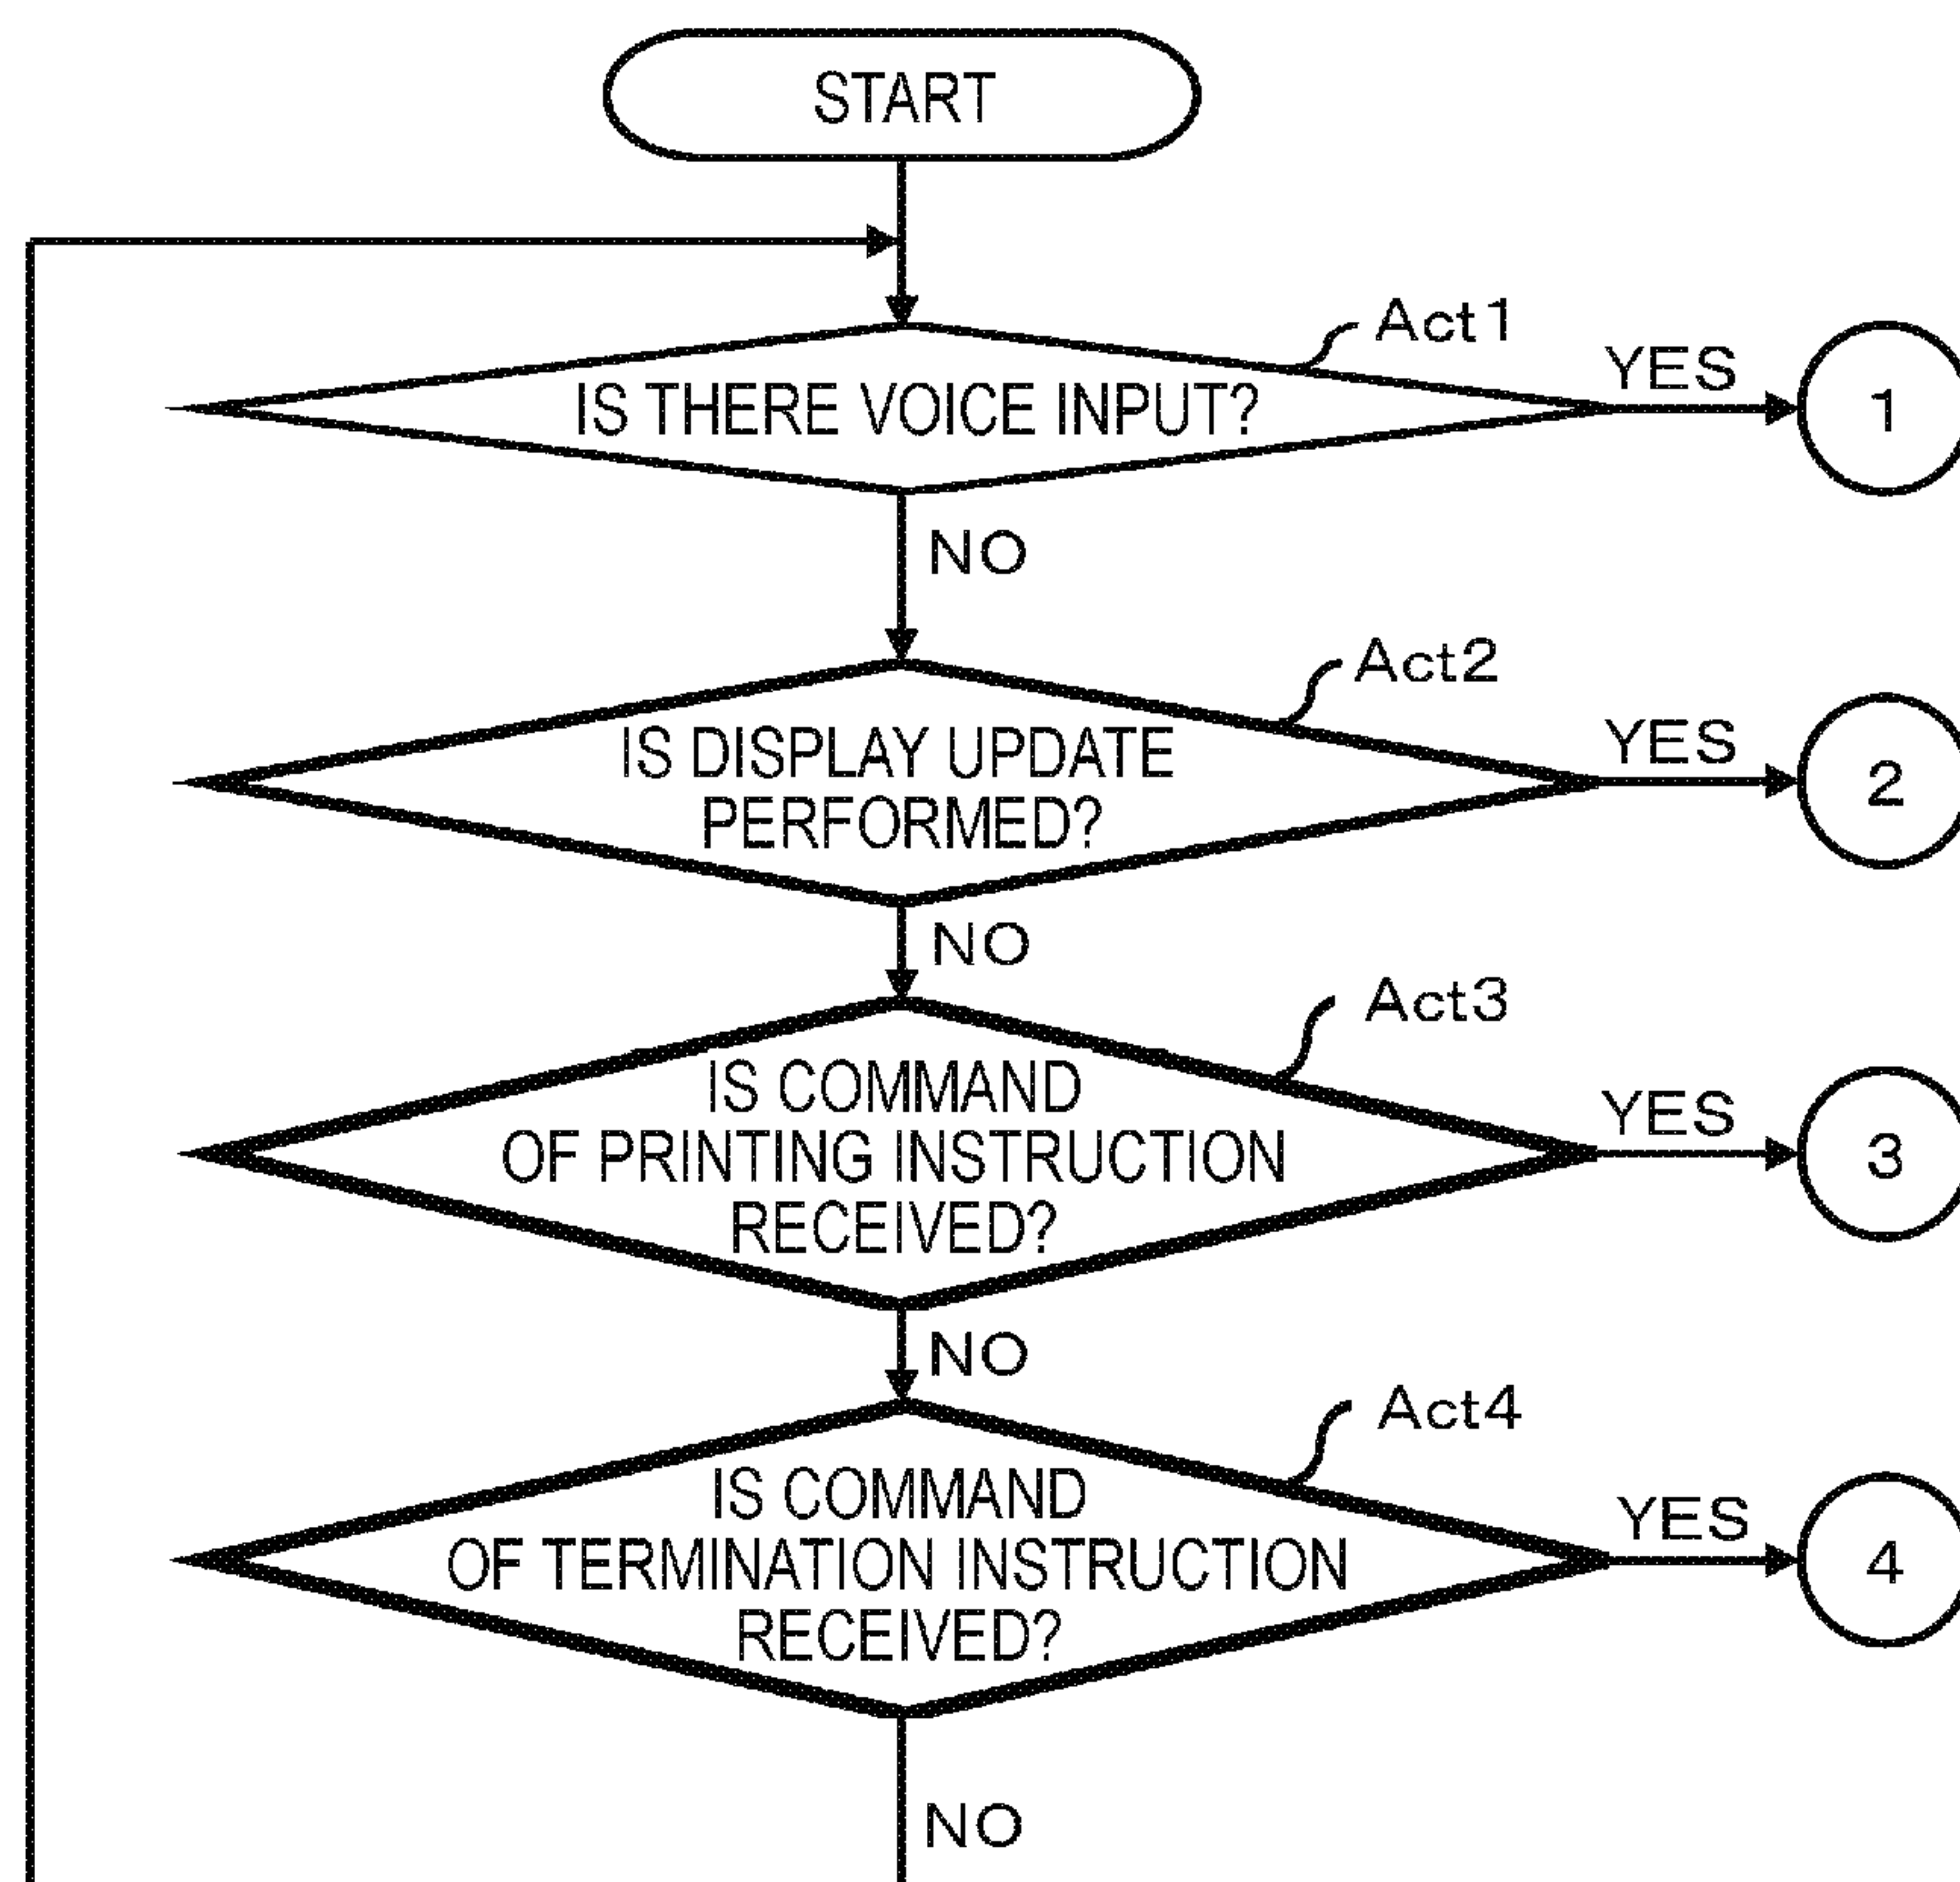 START
Act1
YES
IS THERE VOICE INPUT?
1
NO
Act2
YES
IS DISPLAY UPDATE
PERFORMED?
2
NO
Act3
YES
IS COMMAND
OF PRINTING INSTRUCTION
RECEIVED?
3
NO
Act4
YES
IS COMMAND
OF TERMINATION INSTRUCTION
RECEIVED?
4
NO